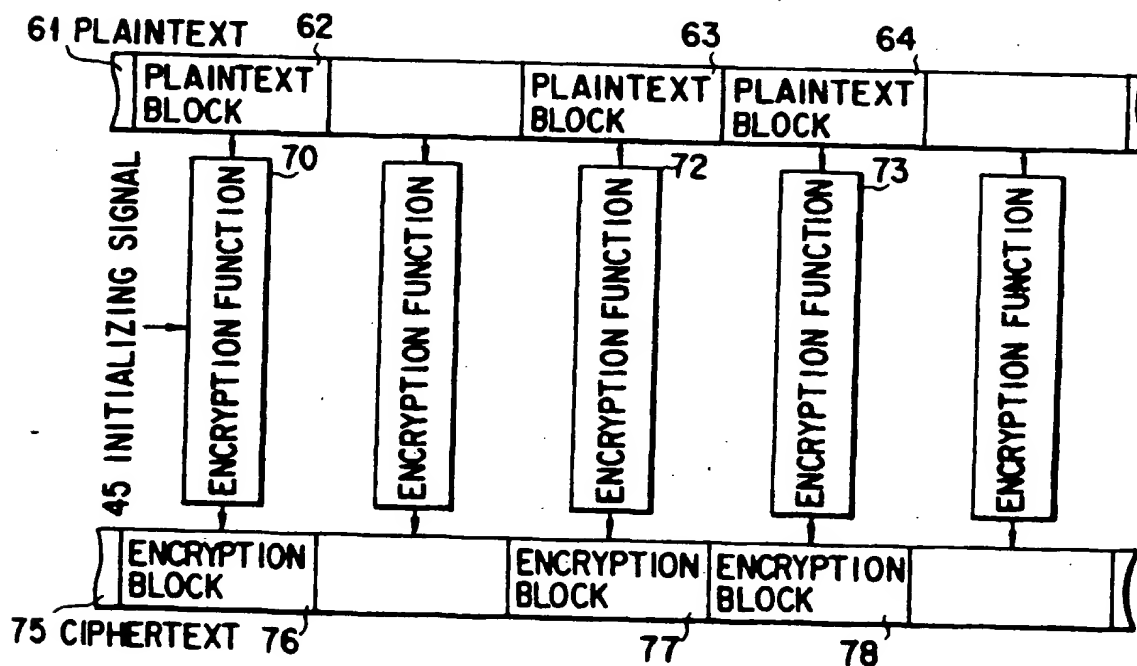 61 PLAINTEXT
62
63
64
PLAINTEXT
BLOCK
PLAINTEXT
BLOCK
PLAINTEXT
BLOCK
45 INITIALIZING SIGNAL
70
ENCRYPTION FUNCTION
ENCRYPTION FUNCTION
72
ENCRYPTION FUNCTION
73
ENCRYPTION FUNCTION
ENCRYPTION FUNCTION
ENCRYPTION
BLOCK
ENCRYPTION
BLOCK
ENCRYPTION
BLOCK
75 CIPHERTEXT
76
77
78